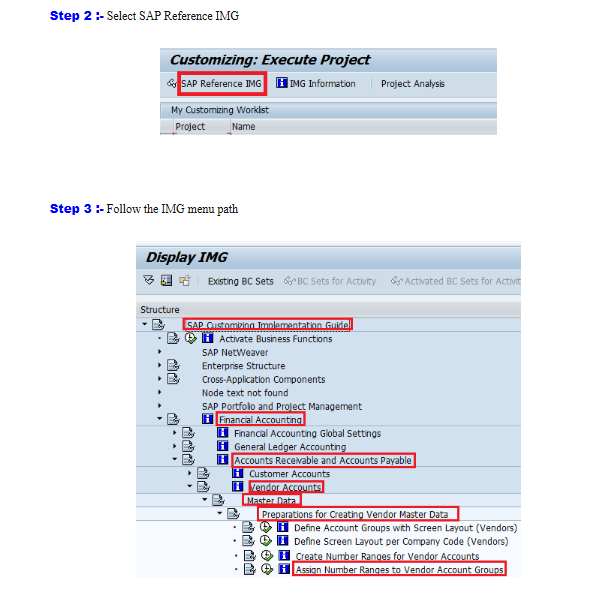 Step 2 :- Select SAP Reference IMG
Customizing: Execute Project
SAP Reference IMG IMG Information Project Analysis
My Customizing Worklist
Project Name
Step 3 :- Follow the IMG menu path
Display IMG
Existing BC Sets BC Sets for Activity Activated BC Sets for Activit
Structure
SAP Customizing Implementation Guide
Activate Business Functions
SAP NetWeaver
Enterprise Structure
Cross-Application Components
Node text not found
SAP Portfolio and Project Management
Financial Accounting
Financial Accounting Global Settings
General Ledger Accounting
Accounts Receivable and Accounts Payable
Customer Accounts
Vendor Accounts
Master Data
Preparations for Creating Vendor Master Data
Define Account Groups with Screen Layout (Vendors)
Define Screen Layout per Company Code (Vendors)
Create Number Ranges for Vendor Accounts
Assign Number Ranges to Vendor Account Groups